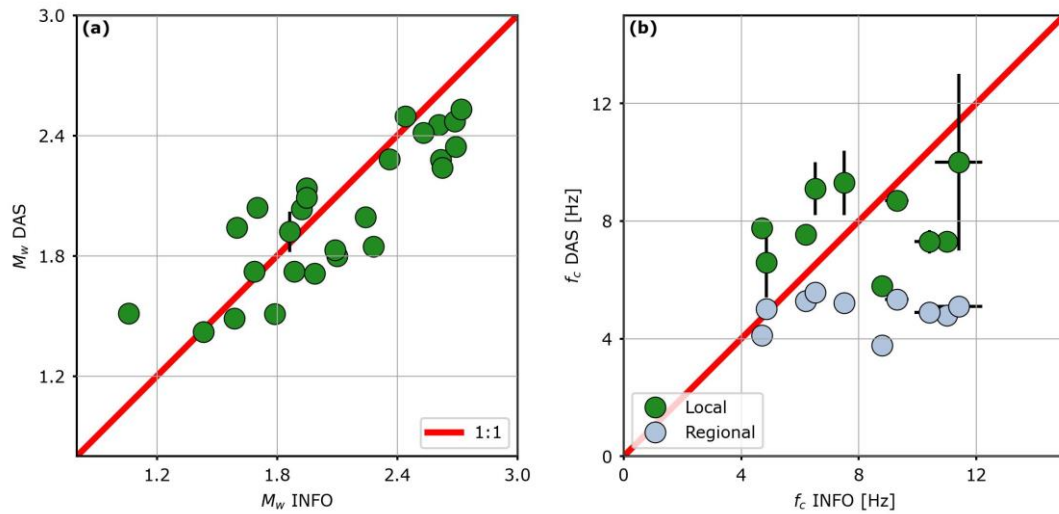 (a)
3.0
2.4
1.8
1.2
M_w DAS
1.2
1.8
2.4
3.0
M_w INFO
1:1
(b)
12
8
4
0
f_c DAS [Hz]
0
4
8
12
f_c INFO [Hz]
Local
Regional